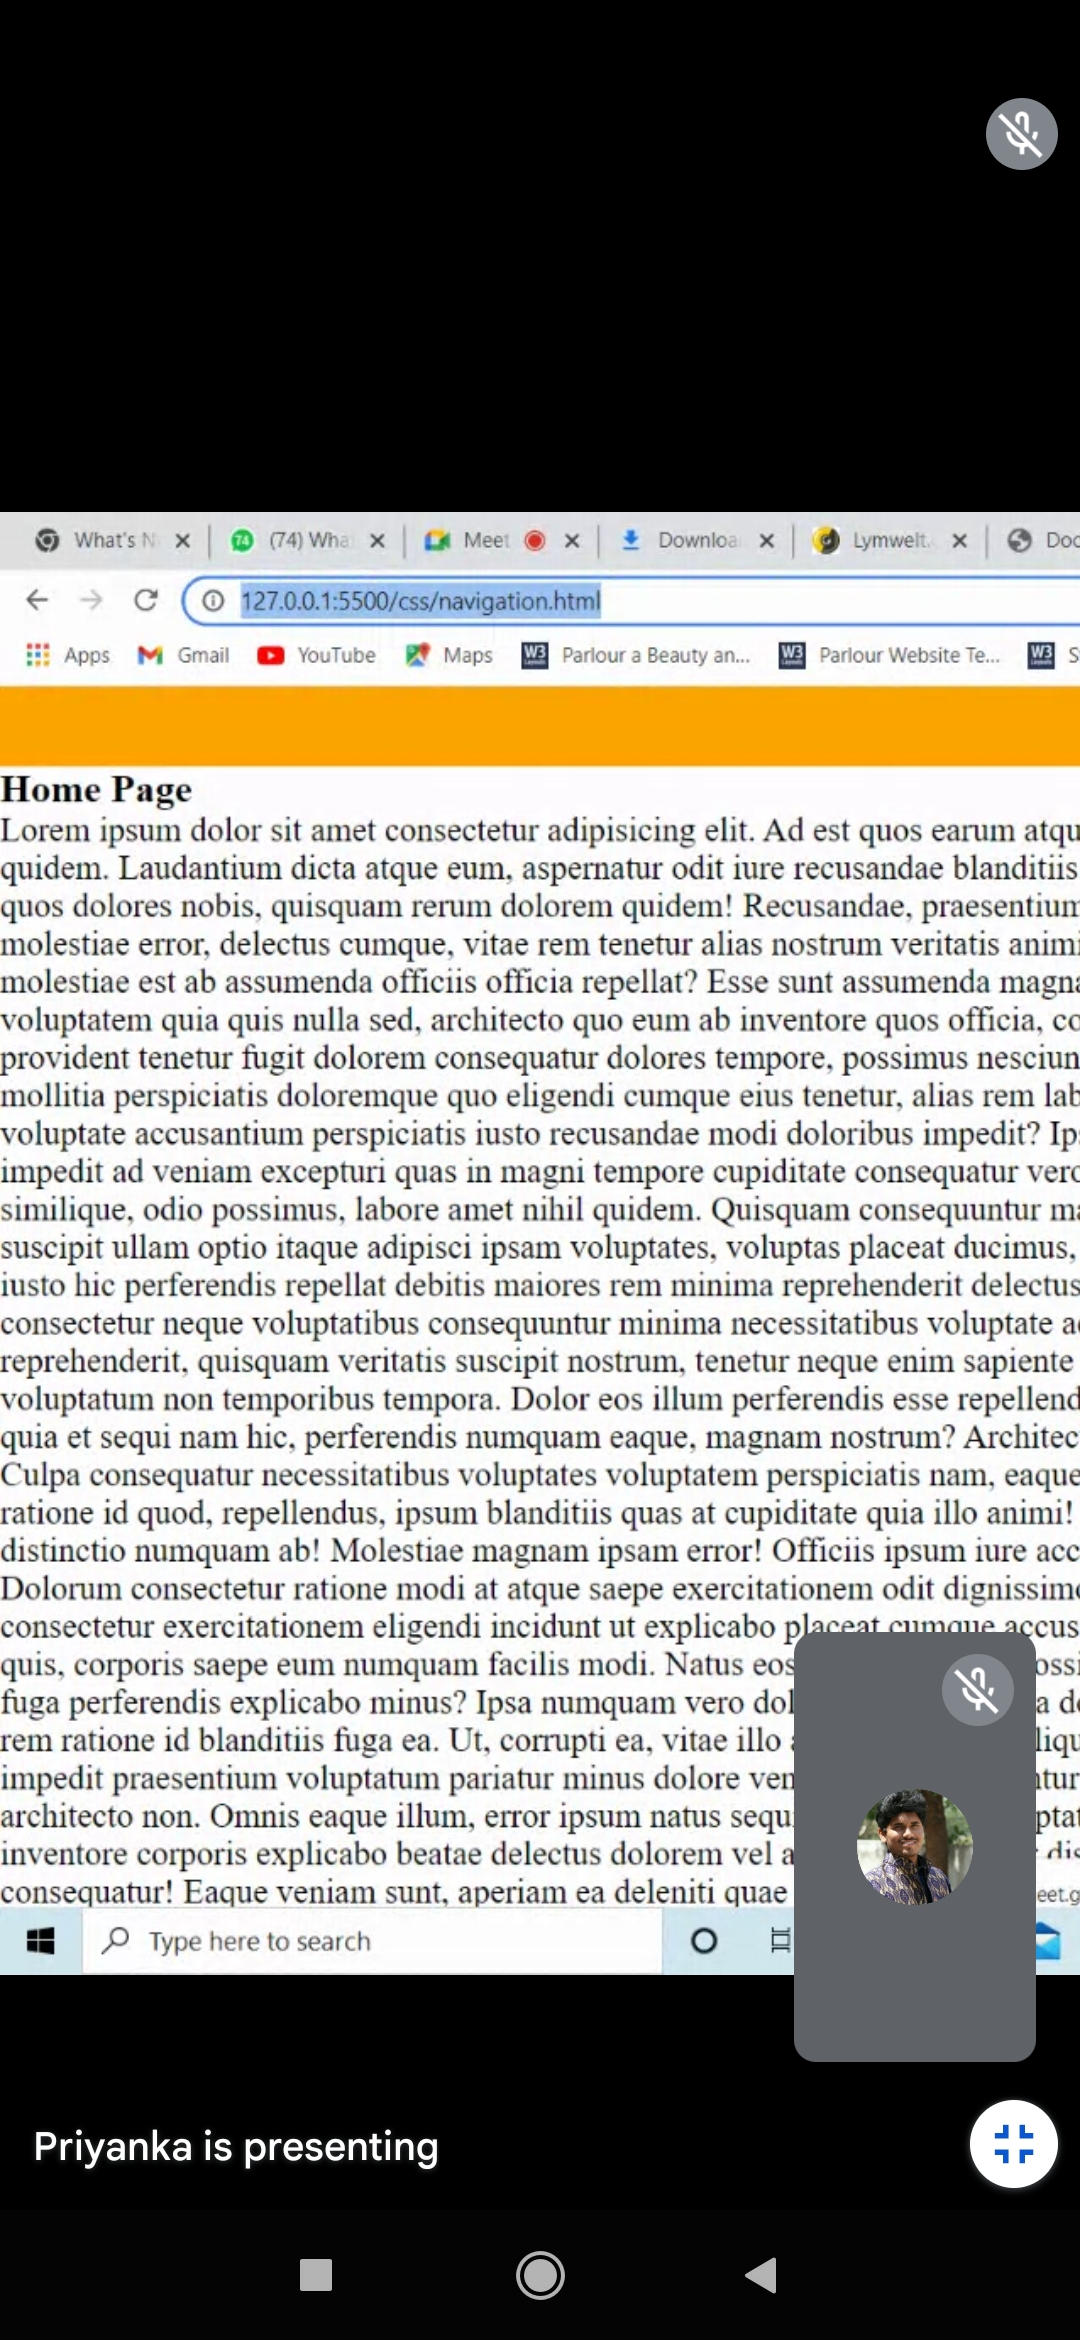 What's N (74) Wha Meet Downloa Lymwelt. Doc
127.0.0.1:5500/css/navigation.html
Apps Gmail YouTube Maps W3 Parlour a Beauty an... W3 Parlour Website Te... W3 S
Home Page
Lorem ipsum dolor sit amet consectetur adipisicing elit. Ad est quos earum atqu
quidem. Laudantium dicta atque eum, aspernatur odit iure recusandae blanditiis
quos dolores nobis, quisquam rerum dolorem quidem! Recusandae, praesentium
molestiae error, delectus cumque, vitae rem tenetur alias nostrum veritatis animi
molestiae est ab assumenda officiis officia repellat? Esse sunt assumenda magna
voluptatem quia quis nulla sed, architecto quo eum ab inventore quos officia, co
provident tenetur fugit dolorem consequatur dolores tempore, possimus nesciun
mollitia perspiciatis doloremque quo eligendi cumque eius tenetur, alias rem lab
voluptate accusantium perspiciatis iusto recusandae modi doloribus impedit? Ips
impedit ad veniam excepturi quas in magni tempore cupiditate consequatur vero
similique, odio possimus, labore amet nihil quidem. Quisquam consequuntur ma
suscipit ullam optio itaque adipisci ipsam voluptates, voluptas placeat ducimus,
iusto hic perferendis repellat debitis maiores rem minima reprehenderit delectus
consectetur neque voluptatibus consequuntur minima necessitatibus voluptate ac
reprehenderit, quisquam veritatis suscipit nostrum, tenetur neque enim sapiente
voluptatum non temporibus tempora. Dolor eos illum perferendis esse repellend
quia et sequi nam hic, perferendis numquam eaque, magnam nostrum? Architec
Culpa consequatur necessitatibus voluptates voluptatem perspiciatis nam, eaque
ratione id quod, repellendus, ipsum blanditiis quas at cupiditate quia illo animi!
distinctio numquam ab! Molestiae magnam ipsam error! Officiis ipsum iure acc
Dolorum consectetur ratione modi at atque saepe exercitationem odit dignissimo
consectetur exercitationem eligendi incidunt ut explicabo placeat cumque accus
quis, corporis saepe eum numquam facilis modi. Natus eos ossi
fuga perferendis explicabo minus? Ipsa numquam vero dol a do
rem ratione id blanditiis fuga ea. Ut, corrupti ea, vitae illo liqu
impedit praesentium voluptatum pariatur minus dolore ven ntur
architecto non. Omnis eaque illum, error ipsum natus sequi ptat
inventore corporis explicabo beatae delectus dolorem vel a dis
consequatur! Eaque veniam sunt, aperiam ea deleniti quae eet.g
Type here to search
Priyanka is presenting